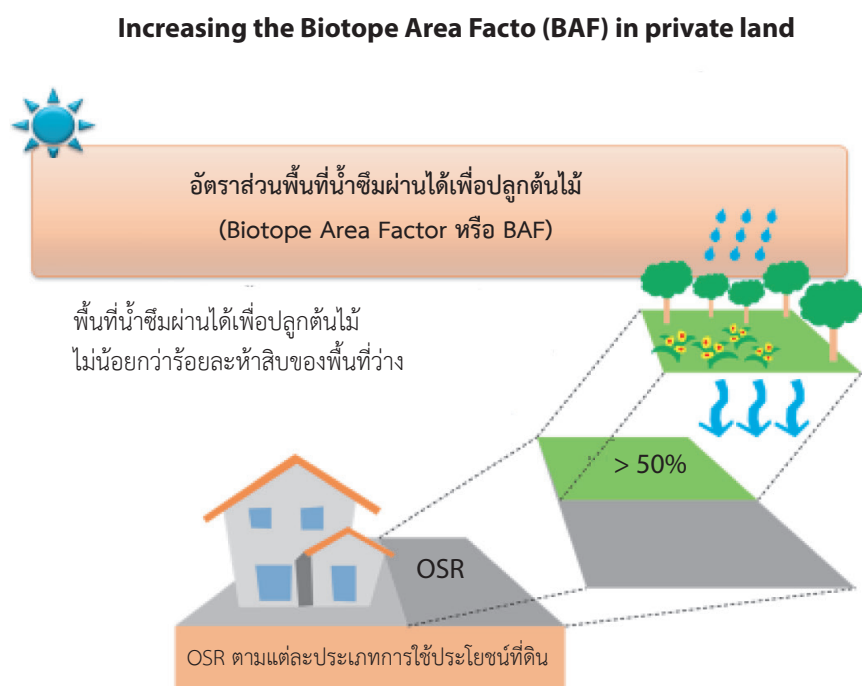 Increasing the Biotope Area Facto (BAF) in private land
อัตราส่วนพื้นที่น้ำซึมผ่านได้เพื่อปลูกต้นไม้
(Biotope Area Factor หรือ BAF)
พื้นที่น้ำซึมผ่านได้เพื่อปลูกต้นไม้
ไม่น้อยกว่าร้อยละห้าสิบของพื้นที่ว่าง
> 50%
OSR
OSR ตามแต่ละประเภทการใช้ประโยชน์ที่ดิน